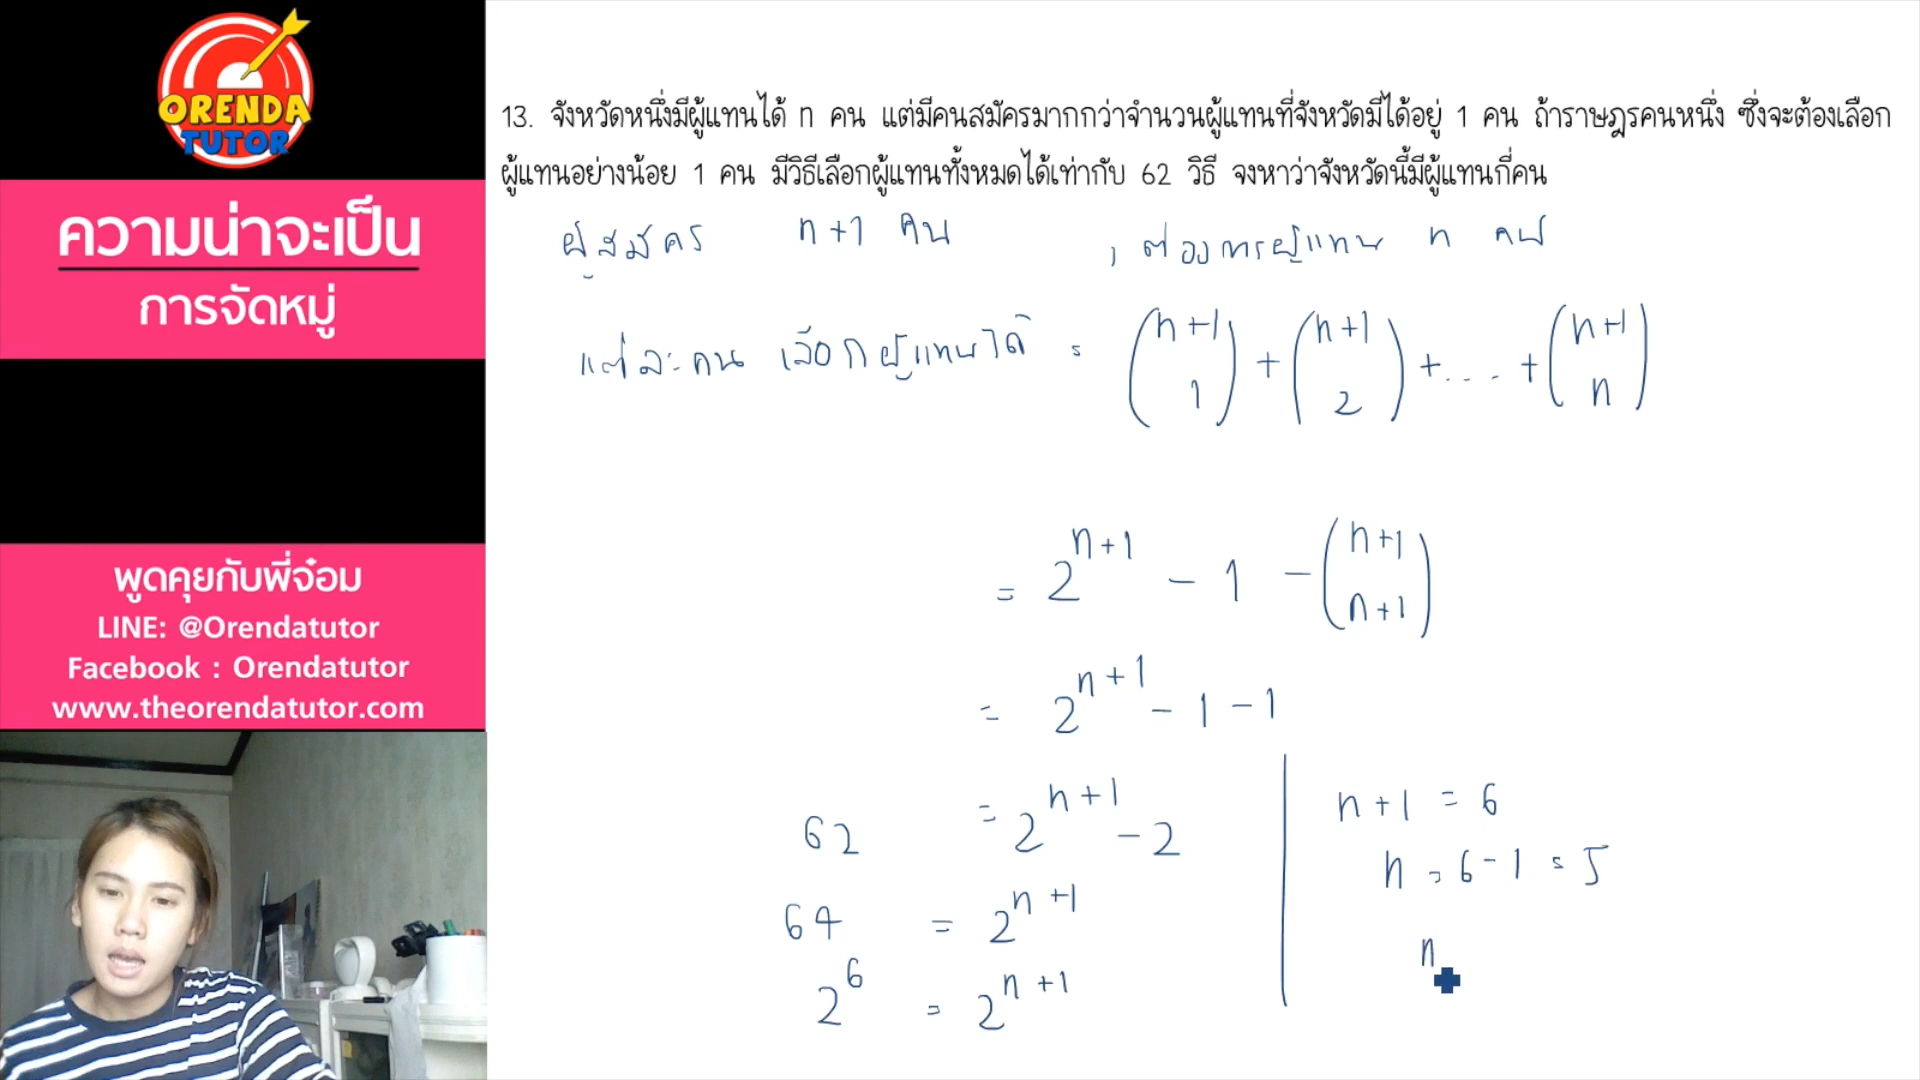 ORENDA
TUTOR
ความน่าจะเป็น
การจัดหมู่
พูดคุยกับพี่จ๋อม
LINE: @Orendatutor
Facebook : Orendatutor
www.theorendatutor.com
13. จังหวัดหนึ่งมีผู้แทนได้ n คน แต่มีคนสมัครมากกว่าจำนวนผู้แทนที่จังหวัดมีได้อยู่ 1 คน ถ้าราษฎรคนหนึ่ง ซึ่งจะต้องเลือก
ผู้แทนอย่างน้อย 1 คน มีวิธีเลือกผู้แทนทั้งหมดได้เท่ากับ 62 วิธี จงหาว่าจังหวัดนี้มีผู้แทนกี่คน
ผู้สมัคร n+1 คน , ต้องการผู้แทน n คน
แต่ละคน เลือกผู้แทนได้ = (n+1 1) + (n+1 2) + .... + (n+1 n)
= 2^(n+1) - 1 - (n+1 n+1)
= 2^(n+1) - 1 - 1
62 = 2^(n+1) - 2
64 = 2^(n+1)
2^6 = 2^(n+1)
n+1 = 6
n = 6-1 = 5
n